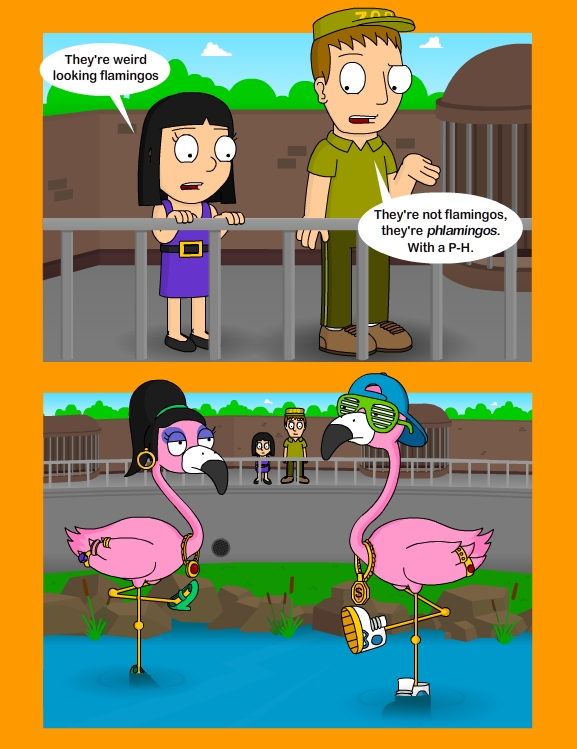 ZOO
They're weird
looking flamingos
They're not flamingos,
they're phlamingos.
With a P-H.
$